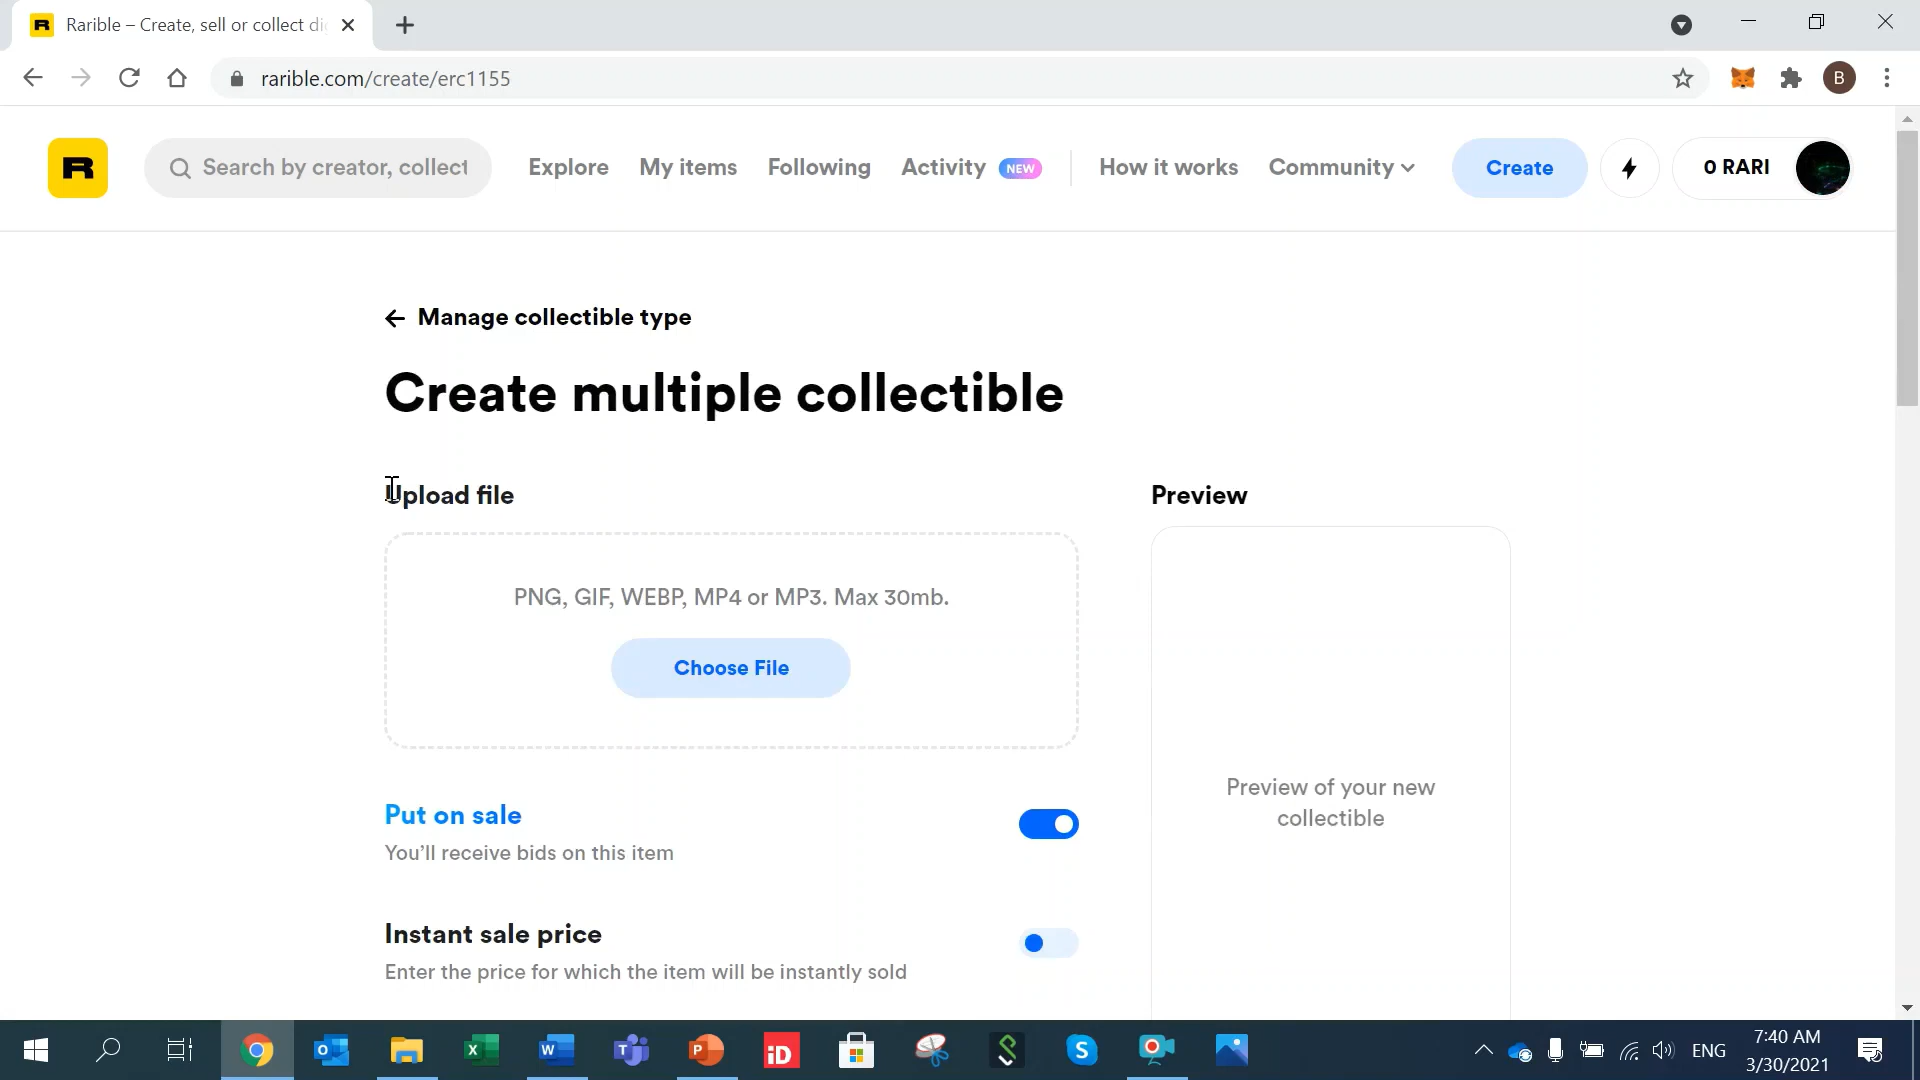 Rarible – Create, sell or collect di
rarible.com/create/erc1155
B
R
Search by creator, collect
Explore
My items
Following
Activity
NEW
How it works
Community
Create
0 RARI
Manage collectible type
Create multiple collectible
Upload file
Preview
PNG, GIF, WEBP, MP4 or MP3. Max 30mb.
Choose File
Preview of your new
collectible
Put on sale
You’ll receive bids on this item
Instant sale price
Enter the price for which the item will be instantly sold
iD
ENG
7:40 AM
3/30/2021